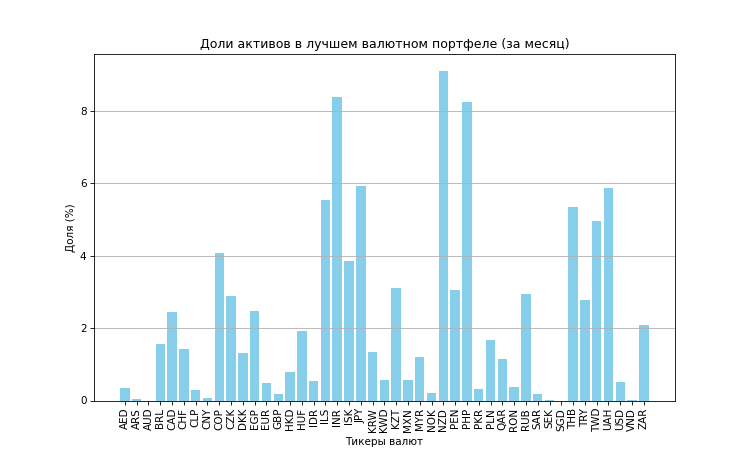 Доли активов в лучшем валютном портфеле (за месяц)
Доля (%)
8
6
4
2
0
AED ARS AUD BRL CAD CHF CLP CNY COP CZK DKK EGP EUR GBP HKD HUF IDR ILS INR ISK JPY KRW KWD KZT MXN MYR NOK NZD PEN PHP PKR PLN QAR RON RUB SAR SEK SGD THB TRY TWD UAH USD VND ZAR
Тикеры валют